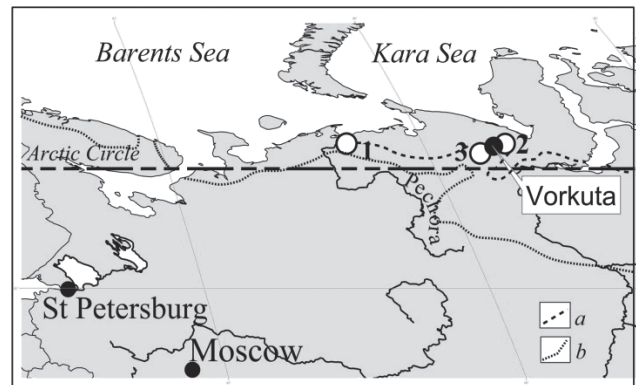 Barents Sea
Kara Sea
1
3
2
Arctic Circle
Vorkuta
Pechora
St Petersburg
Moscow
a
b